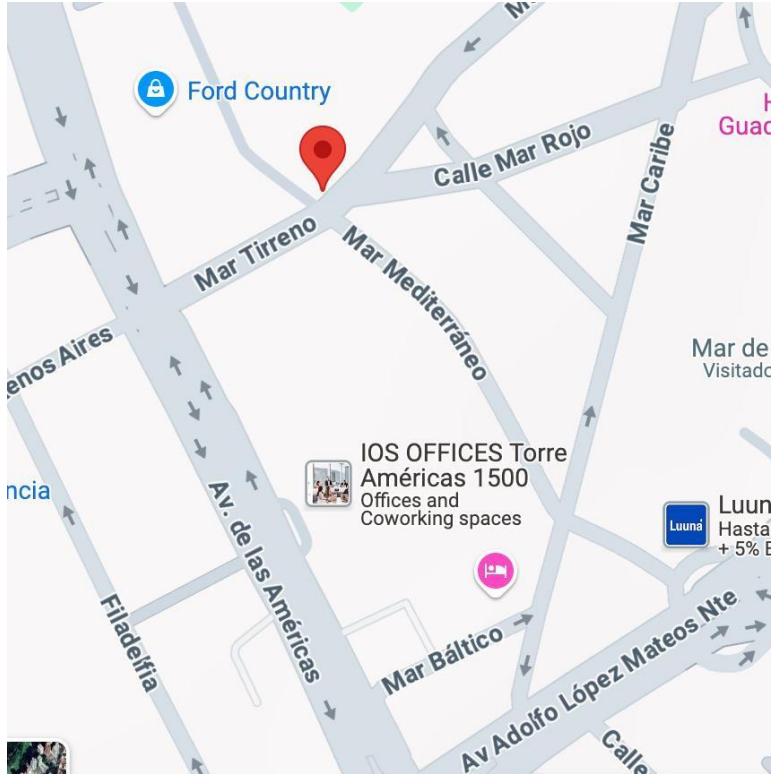 M
Ford Country
H
Guad
Calle Mar Rojo
Mar Caribe
Mar Tirreno
Mar Mediterráneo
enos Aires
Mar de
Visitado
IOS OFFICES Torre
Américas 1500
Offices and
Coworking spaces
ncia
Av. de las Américas
Luuna
Luun
Hasta
+ 5% E
Filadelfia
Mar Báltico
Av Adolfo López Mateos Nte
Calle